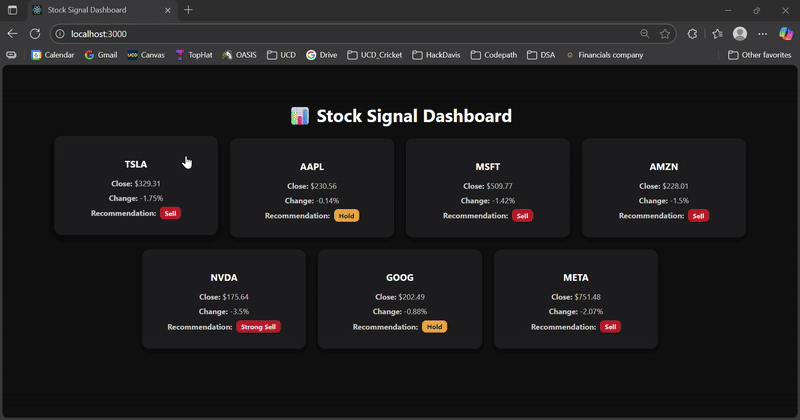 Stock Signal Dashboard
localhost:3000
Calendar Gmail Canvas TopHat OASIS UCD Drive UCD_Cricket HackDavis Codepath DSA Financials company Other favorites
Stock Signal Dashboard
TSLA
Close: $329.31
Change: -1.75%
Recommendation: Sell
AAPL
Close: $230.56
Change: -0.14%
Recommendation: Hold
MSFT
Close: $509.77
Change: -1.42%
Recommendation: Sell
AMZN
Close: $228.01
Change: -1.5%
Recommendation: Sell
NVDA
Close: $175.64
Change: -3.5%
Recommendation: Strong Sell
GOOG
Close: $202.49
Change: -0.88%
Recommendation: Hold
META
Close: $751.48
Change: -2.07%
Recommendation: Sell